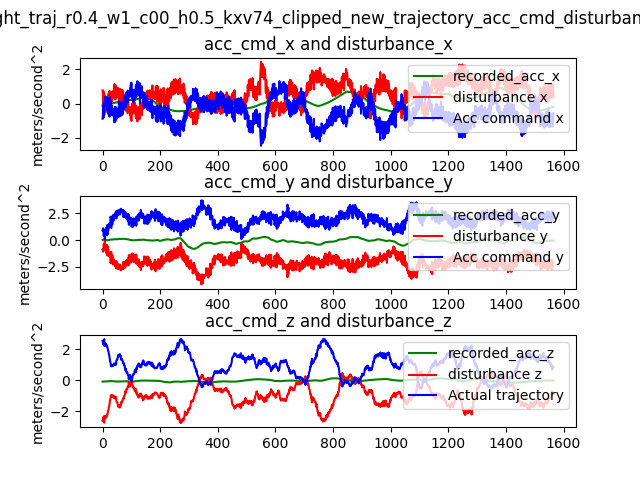 ght_traj_r0.4_w1_c00_h0.5_kxv74_clipped_new_trajectory_acc_cmd_disturban
acc_cmd_x and disturbance_x
meters/second^2
2
0
−2
recorded_acc_x
disturbance x
Acc command x
0 200 400 600 800 1000 1200 1400 1600
acc_cmd_y and disturbance_y
meters/second^2
2.5
0.0
−2.5
recorded_acc_y
disturbance y
Acc command y
0 200 400 600 800 1000 1200 1400 1600
acc_cmd_z and disturbance_z
meters/second^2
2
0
−2
recorded_acc_z
disturbance z
Actual trajectory
0 200 400 600 800 1000 1200 1400 1600